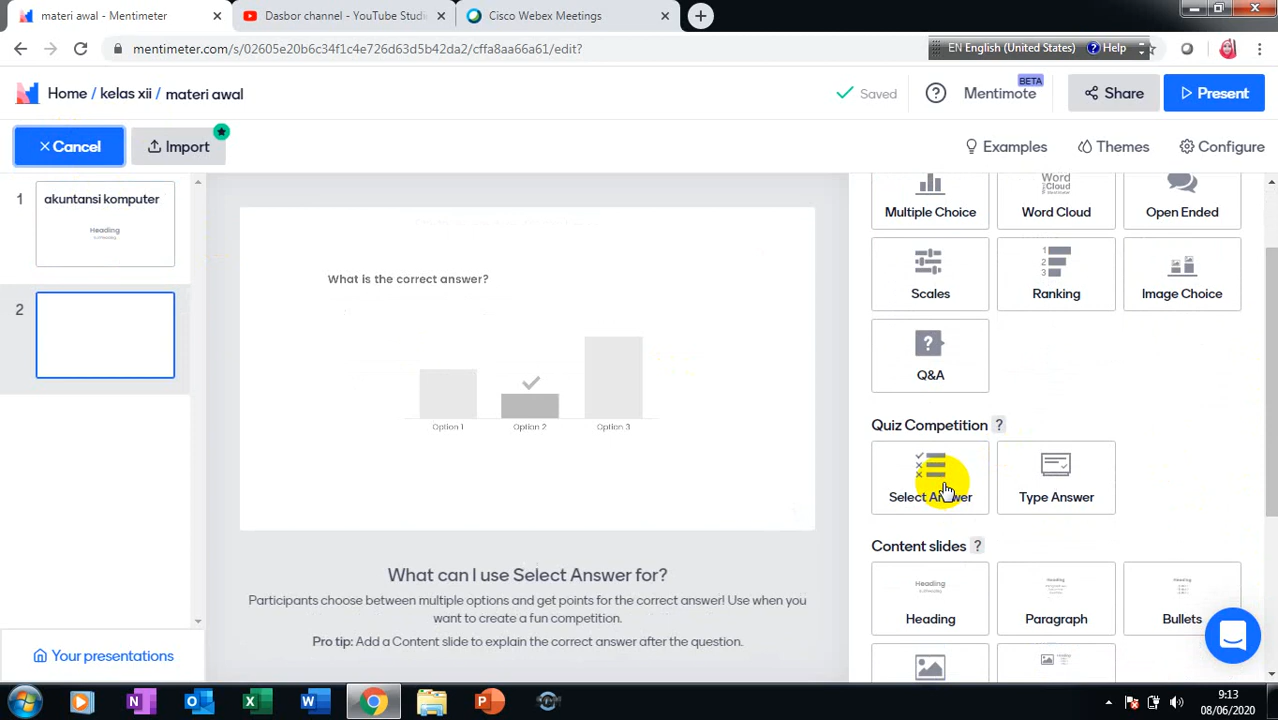 materi awal - Mentimeter
Dasbor channel - YouTube Studi
Cisco Webex Meetings
mentimeter.com/s/02605e20b6c34f1c4e726d63d5b42da2/cffa8aa66a61/edit?
EN English (United States)
Help
Home / kelas xii / materi awal
Saved
Mentimote
BETA
Share
Present
Cancel
Import
Examples
Themes
Configure
1
akuntansi komputer
Heading
2
What is the correct answer?
Option 1
Option 2
Option 3
What can I use Select Answer for?
Participants choose between multiple options and get points for the correct answer! Use when you
want to create a fun competition.
Pro tip: Add a Content slide to explain the correct answer after the question.
Multiple Choice
Word Cloud
Open Ended
Scales
Ranking
Image Choice
Q&A
Quiz Competition ?
Select Answer
Type Answer
Content slides ?
Heading
Heading
Heading
Paragraph
Bullets
Your presentations
9:13
08/06/2020